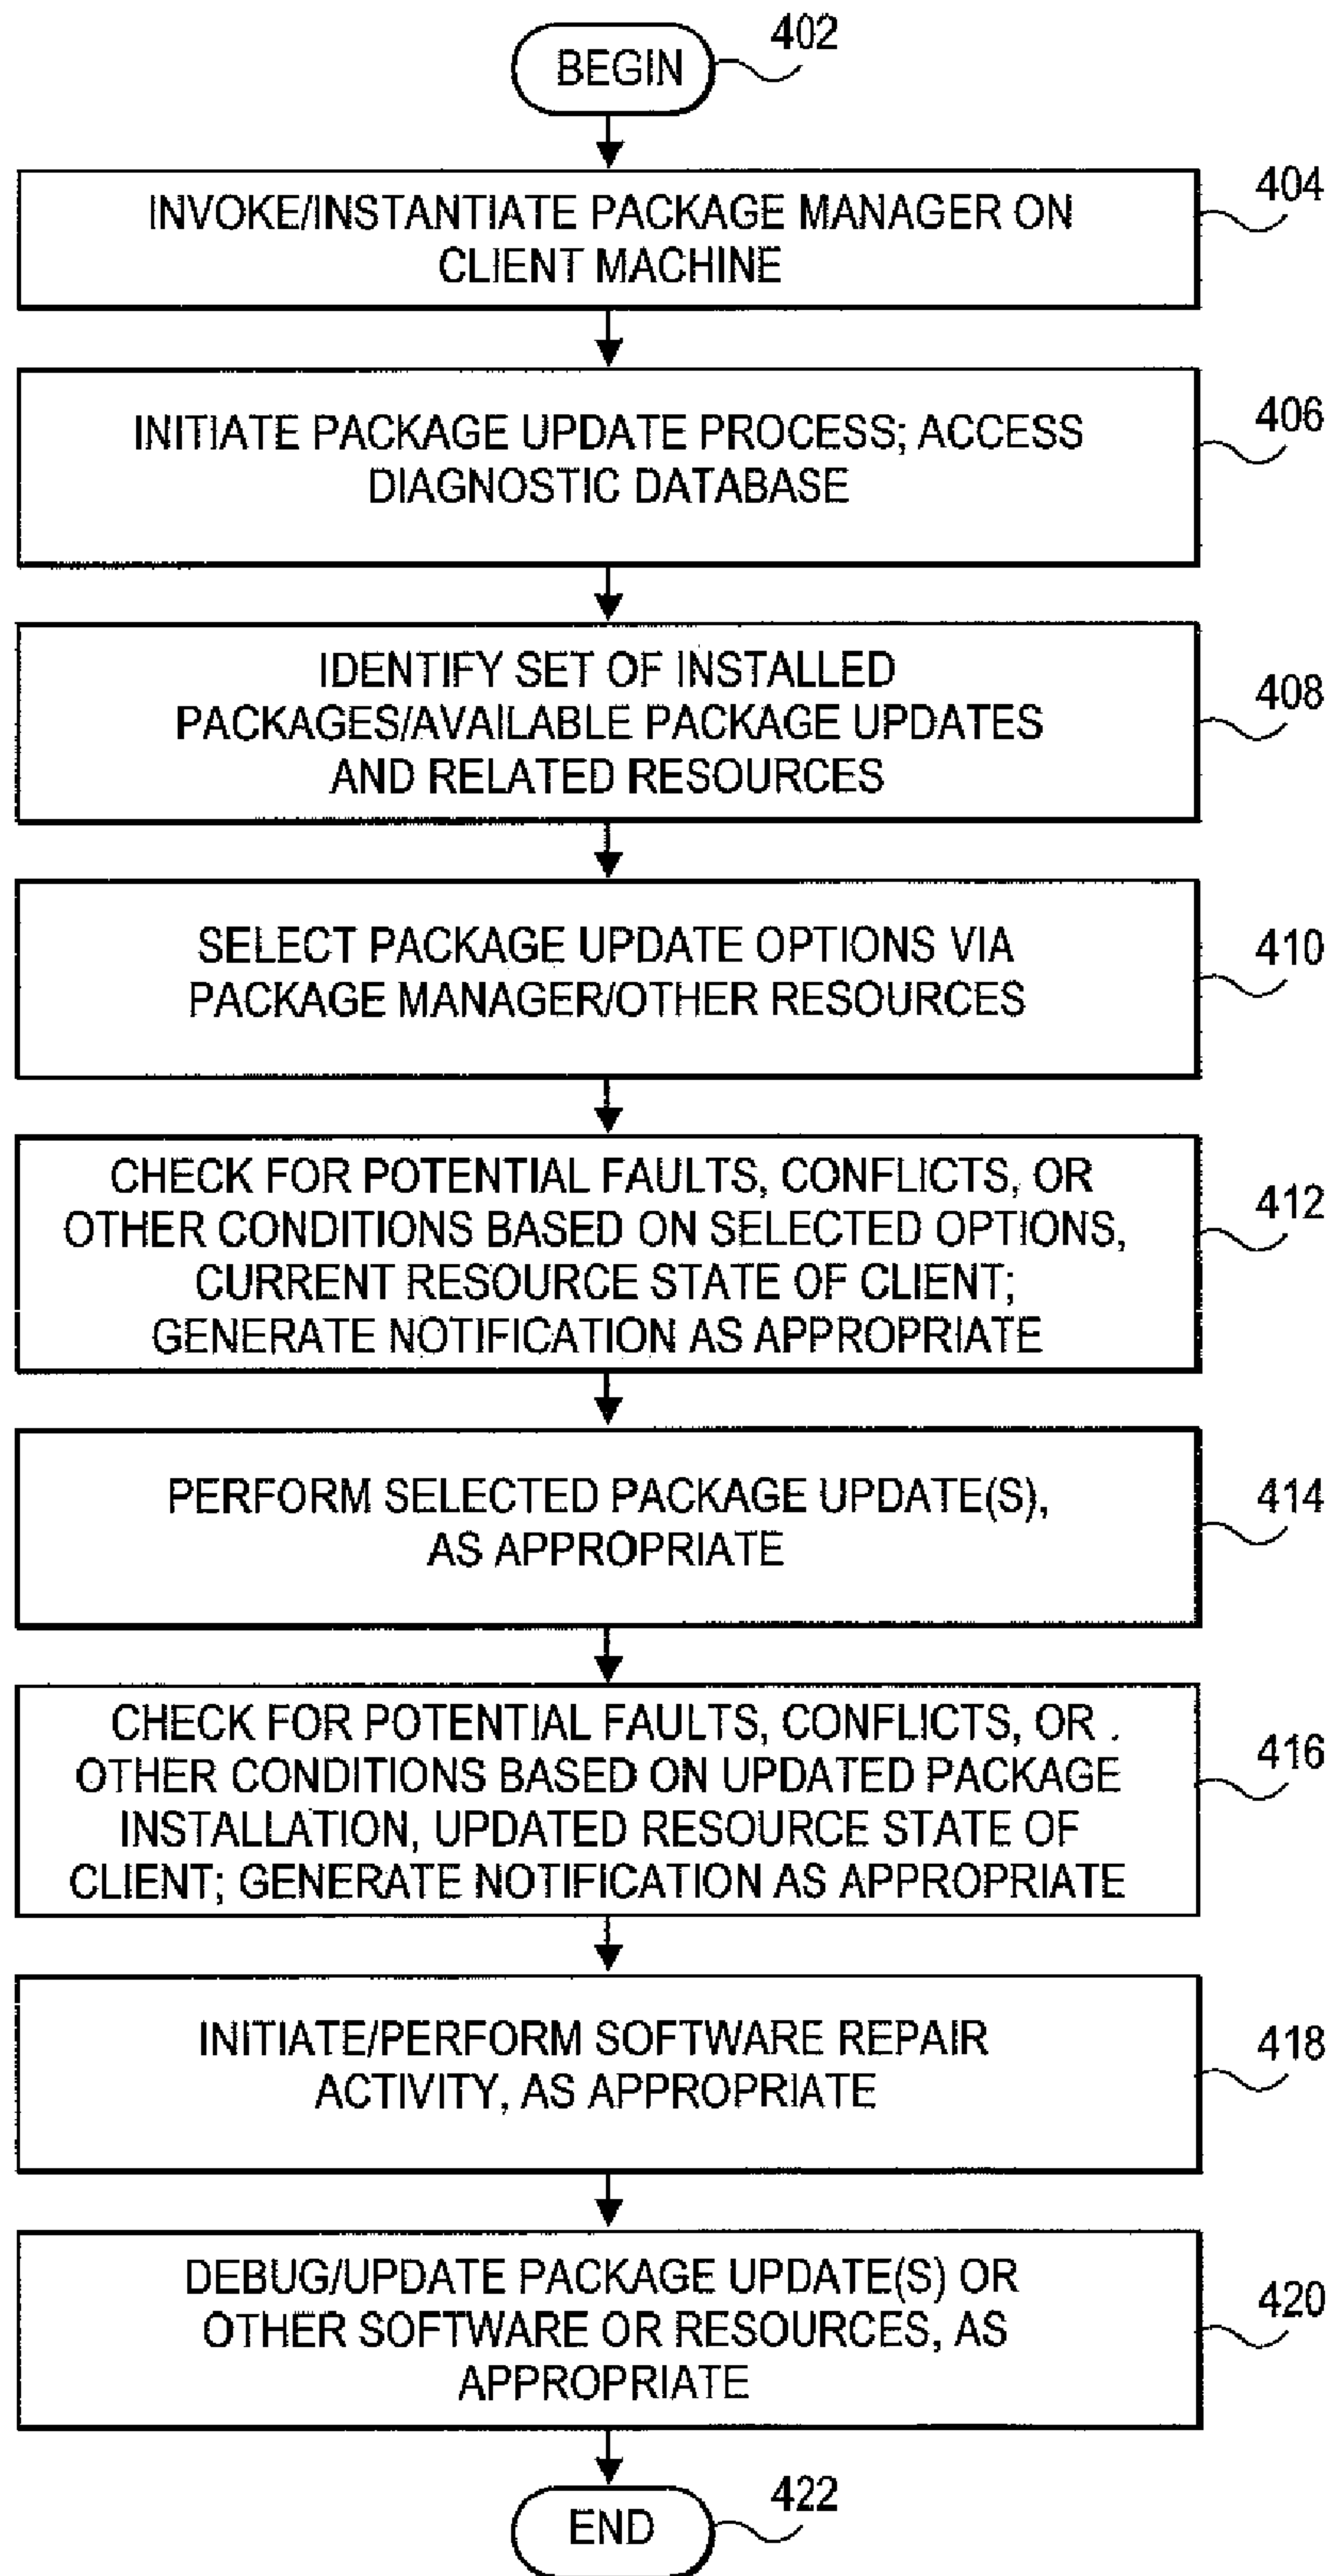 BEGIN
402
INVOKE/INSTANTIATE PACKAGE MANAGER ON
CLIENT MACHINE
404
INITIATE PACKAGE UPDATE PROCESS; ACCESS
DIAGNOSTIC DATABASE
406
IDENTIFY SET OF INSTALLED
PACKAGES/AVAILABLE PACKAGE UPDATES
AND RELATED RESOURCES
408
SELECT PACKAGE UPDATE OPTIONS VIA
PACKAGE MANAGER/OTHER RESOURCES
410
CHECK FOR POTENTIAL FAULTS, CONFLICTS, OR
OTHER CONDITIONS BASED ON SELECTED OPTIONS,
CURRENT RESOURCE STATE OF CLIENT;
GENERATE NOTIFICATION AS APPROPRIATE
412
PERFORM SELECTED PACKAGE UPDATE(S),
AS APPROPRIATE
414
CHECK FOR POTENTIAL FAULTS, CONFLICTS, OR
OTHER CONDITIONS BASED ON UPDATED PACKAGE
INSTALLATION, UPDATED RESOURCE STATE OF
CLIENT; GENERATE NOTIFICATION AS APPROPRIATE
416
INITIATE/PERFORM SOFTWARE REPAIR
ACTIVITY, AS APPROPRIATE
418
DEBUG/UPDATE PACKAGE UPDATE(S) OR
OTHER SOFTWARE OR RESOURCES, AS
APPROPRIATE
420
END
422